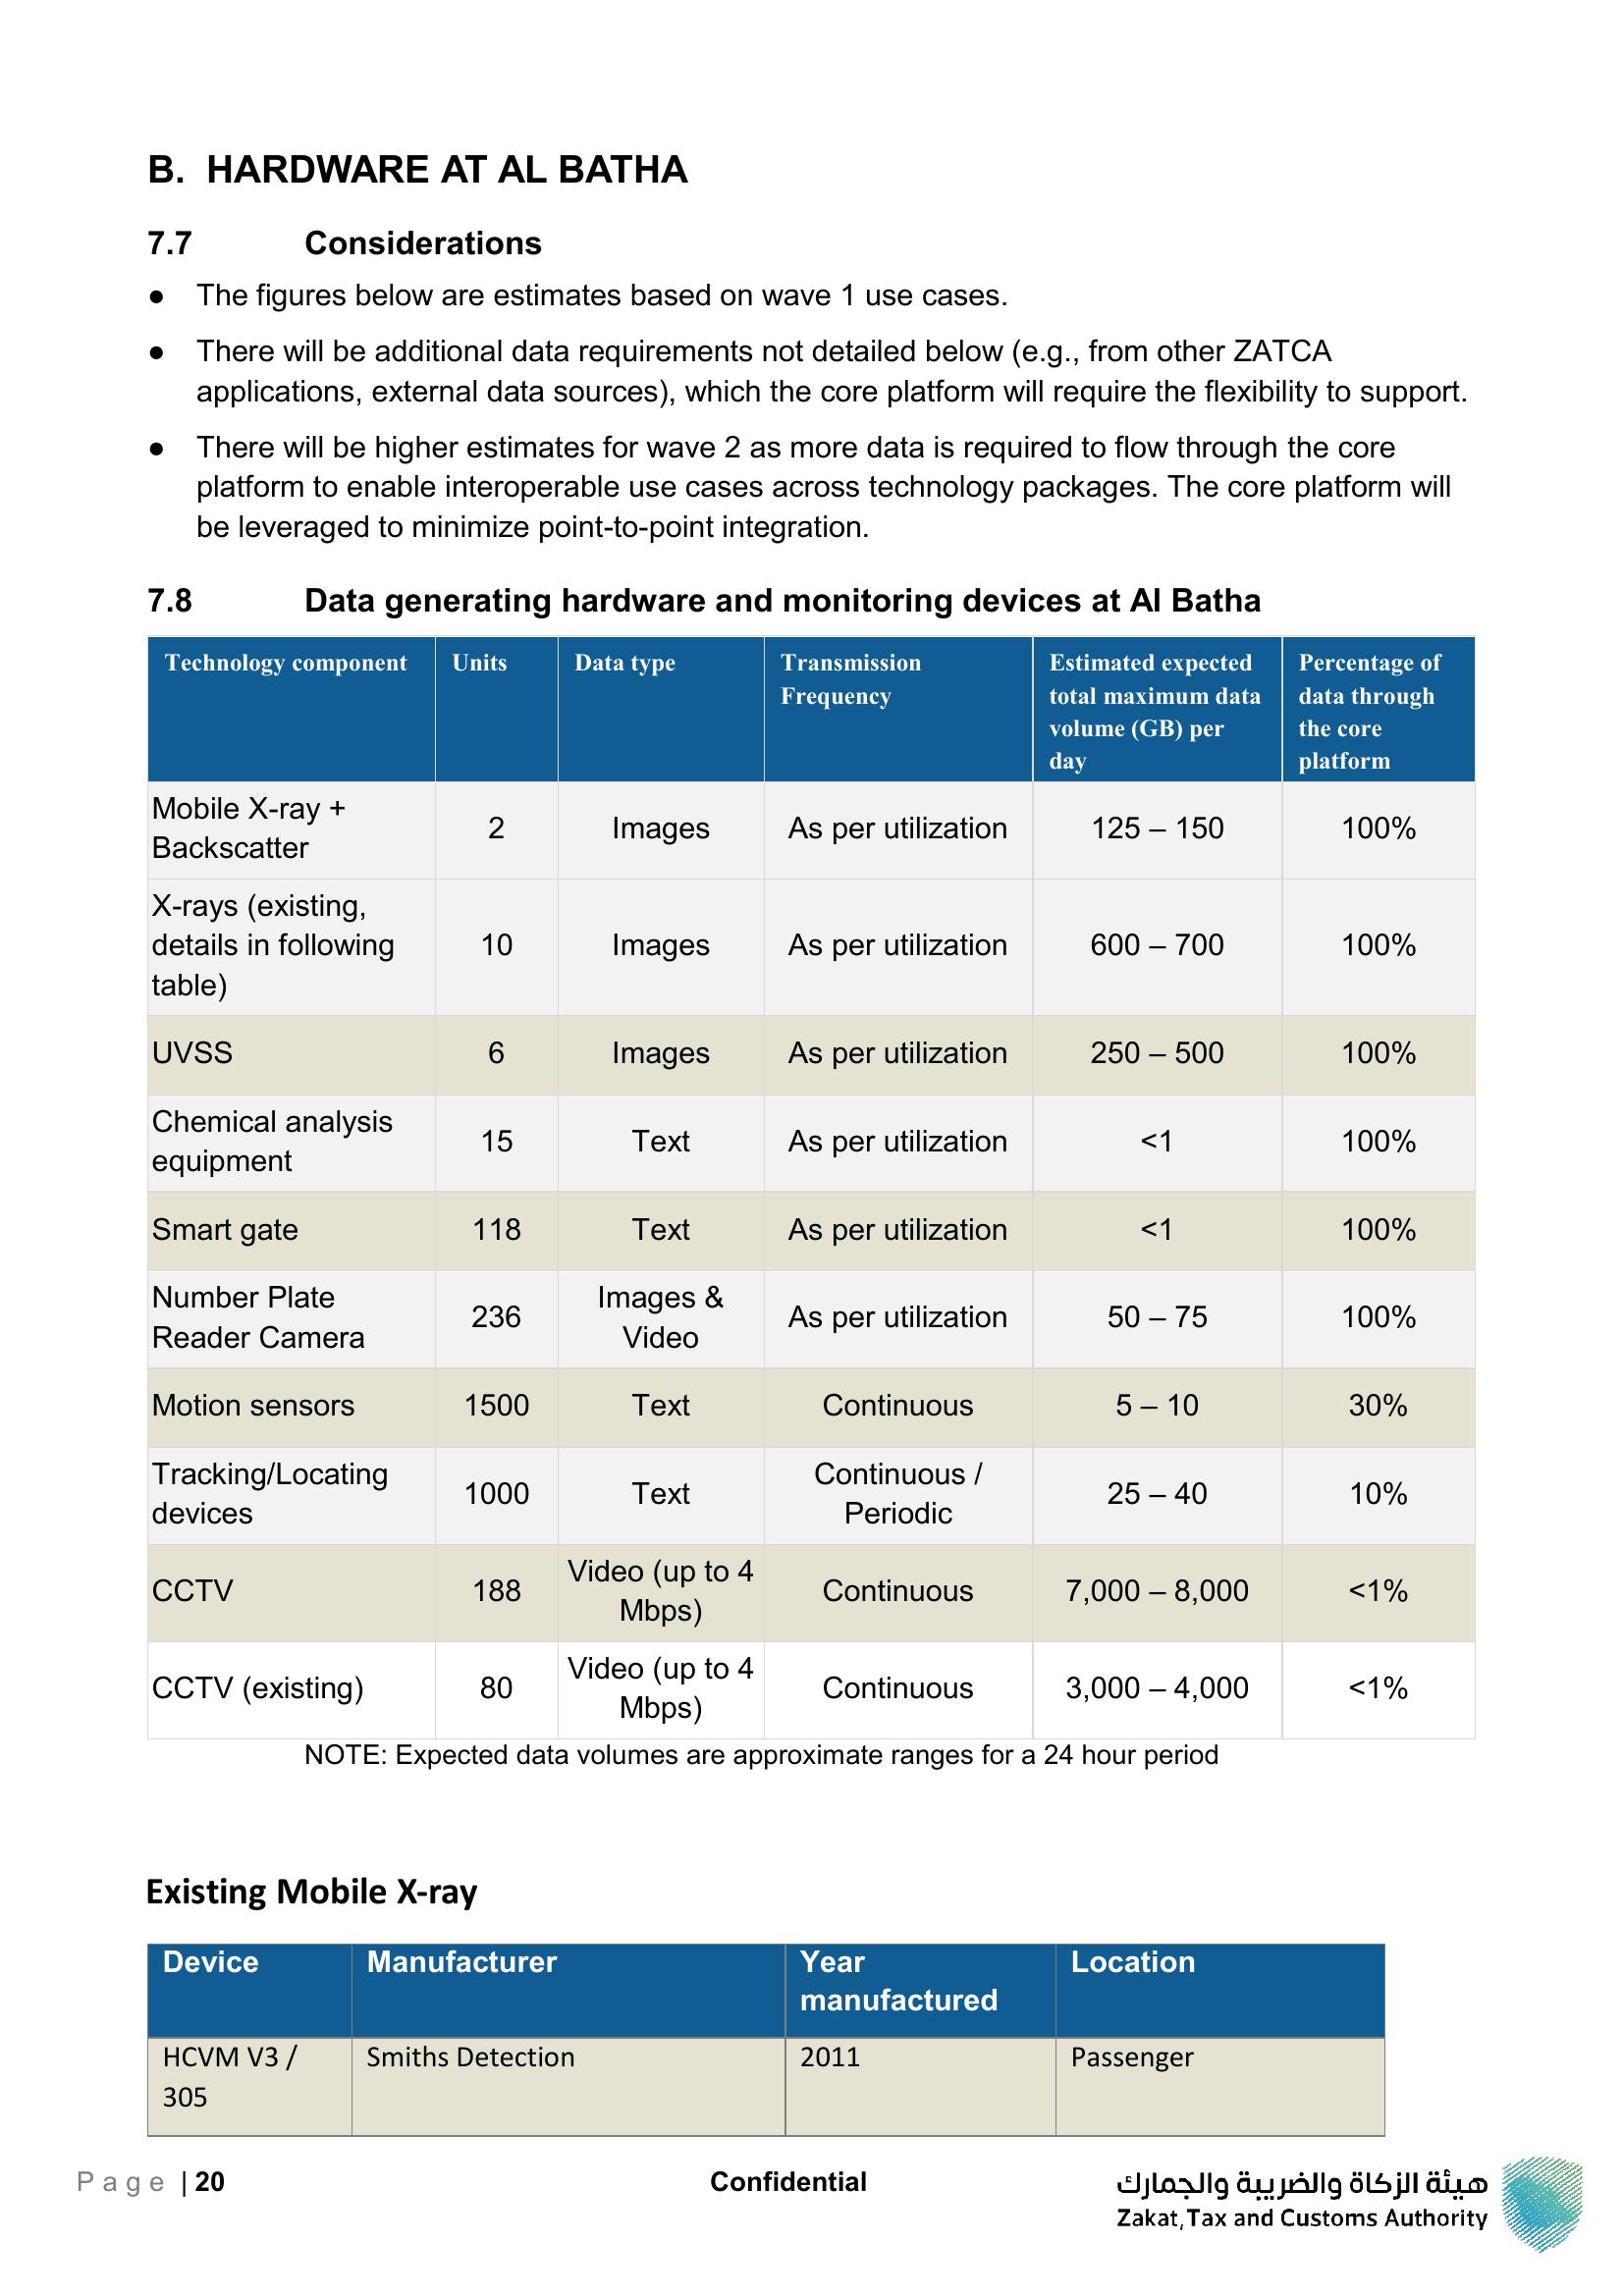 B. HARDWARE AT AL BATHA
7.7 Considerations
● The figures below are estimates based on wave 1 use cases.
● There will be additional data requirements not detailed below (e.g., from other ZATCA
applications, external data sources), which the core platform will require the flexibility to support.
● There will be higher estimates for wave 2 as more data is required to flow through the core
platform to enable interoperable use cases across technology packages. The core platform will
be leveraged to minimize point-to-point integration.
7.8 Data generating hardware and monitoring devices at Al Batha
Technology component
Units
Data type
Transmission
Frequency
Estimated expected
total maximum data
volume (GB) per
day
Percentage of
data through
the core
platform
Mobile X-ray +
Backscatter
2
Images
As per utilization
125 – 150
100%
X-rays (existing,
details in following
table)
10
Images
As per utilization
600 – 700
100%
UVSS
6
Images
As per utilization
250 – 500
100%
Chemical analysis
equipment
15
Text
As per utilization
<1
100%
Smart gate
118
Text
As per utilization
<1
100%
Number Plate
Reader Camera
236
Images &
Video
As per utilization
50 – 75
100%
Motion sensors
1500
Text
Continuous
5 – 10
30%
Tracking/Locating
devices
1000
Text
Continuous /
Periodic
25 – 40
10%
CCTV
188
Video (up to 4
Mbps)
Continuous
7,000 – 8,000
<1%
CCTV (existing)
80
Video (up to 4
Mbps)
Continuous
3,000 – 4,000
<1%
NOTE: Expected data volumes are approximate ranges for a 24 hour period
Existing Mobile X-ray
Device
Manufacturer
Year
manufactured
Location
HCVM V3 /
305
Smiths Detection
2011
Passenger
Page | 20
Confidential
هيئة الزكاة والضريبة والجمارك
Zakat, Tax and Customs Authority